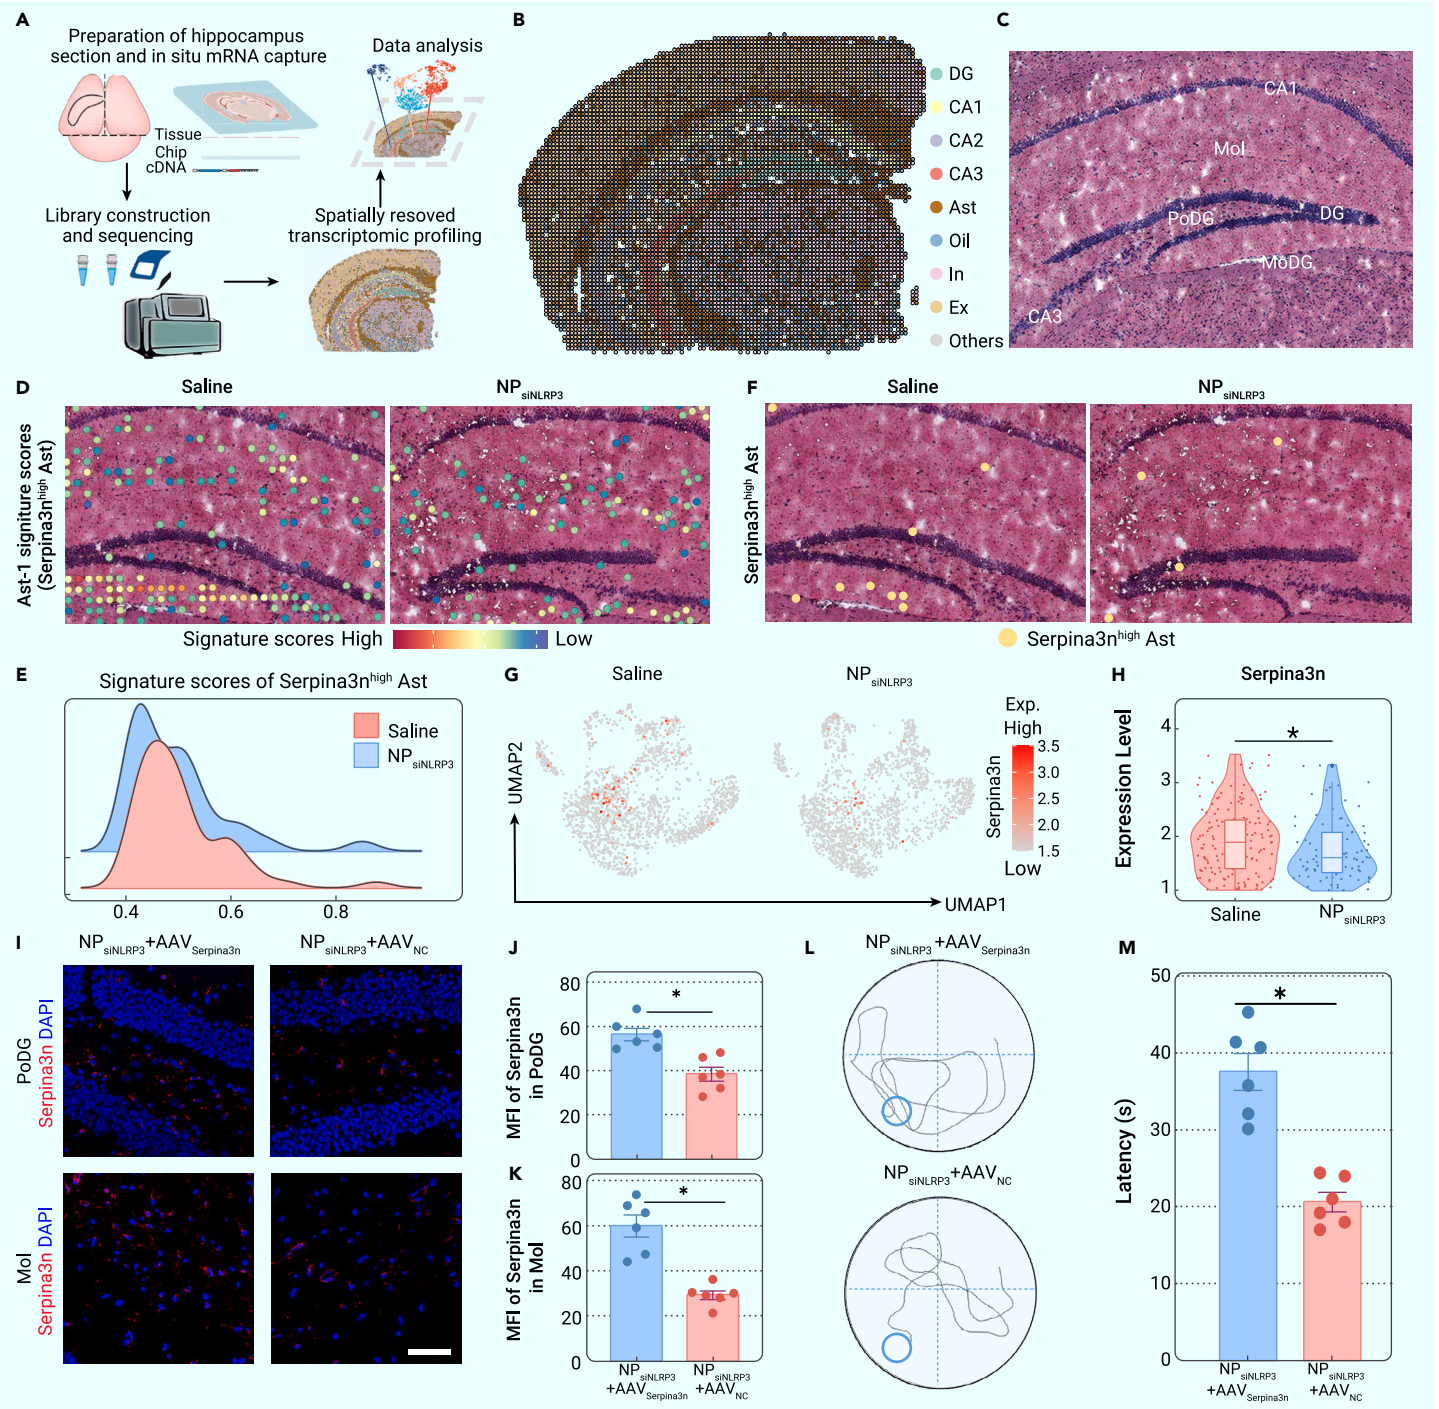 A
Preparation of hippocampus
section and in situ mRNA capture
Tissue
Chip
cDNA
Data analysis
Library construction
and sequencing
Spatially resoved
transcriptomic profiling
B
DG
CA1
CA2
CA3
Ast
Oil
In
Ex
Others
C
CA1
Mol
PoDG
DG
MoDG
CA3
D
Saline
NPsiNLRP3
Ast-1 signiture scores
(Serpina3nhigh Ast)
Signature scores High
Low
F
Saline
NPsiNLRP3
Serpina3nhigh Ast
Serpina3nhigh Ast
E
Signature scores of Serpina3nhigh Ast
Saline
NPsiNLRP3
0.4
0.6
0.8
G
Saline
NPsiNLRP3
UMAP2
UMAP1
Exp.
High
Serpina3n
3.5
3.0
2.5
2.0
1.5
Low
H
Serpina3n
Expression Level
4
3
2
1
*
Saline
NPsiNLRP3
I
NPsiNLRP3+AAVSerpina3n
NPsiNLRP3+AAVNC
PoDG
Serpina3n DAPI
Mol
Serpina3n DAPI
J
MFI of Serpina3n
in PoDG
80
60
40
20
0
*
K
MFI of Serpina3n
in Mol
80
60
40
20
0
*
NPsiNLRP3
+AAVSerpina3n
NPsiNLRP3
+AAVNC
L
NPsiNLRP3+AAVSerpina3n
NPsiNLRP3+AAVNC
M
Latency (s)
50
40
30
20
10
0
*
NPsiNLRP3
+AAVSerpina3n
NPsiNLRP3
+AAVNC